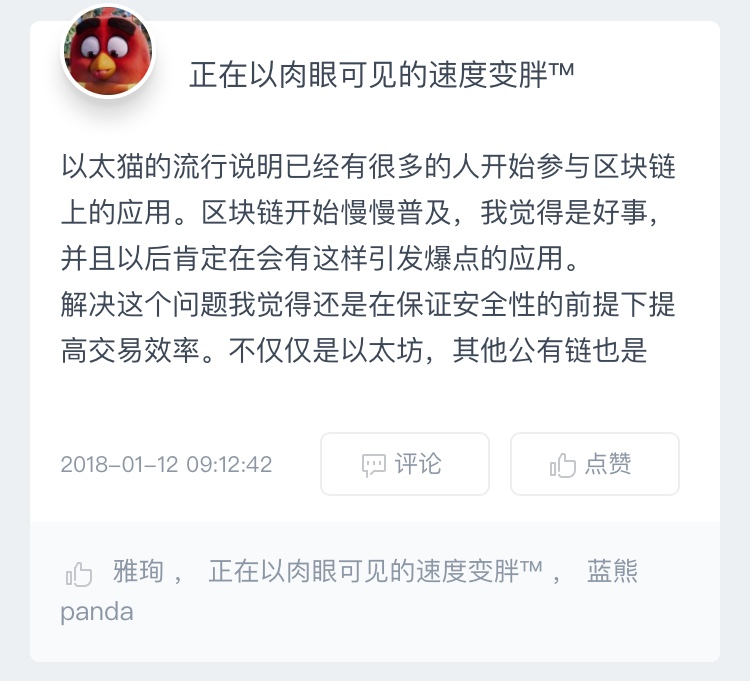 正在以肉眼可见的速度变胖™
以太猫的流行说明已经有很多的人开始参与区块链
上的应用。区块链开始慢慢普及，我觉得是好事，
并且以后肯定在会有这样引发爆点的应用。
解决这个问题我觉得还是在保证安全性的前提下提
高交易效率。不仅仅是以太坊，其他公有链也是
2018-01-12 09:12:42 评论 点赞
雅珣 ， 正在以肉眼可见的速度变胖™ ， 蓝熊
panda